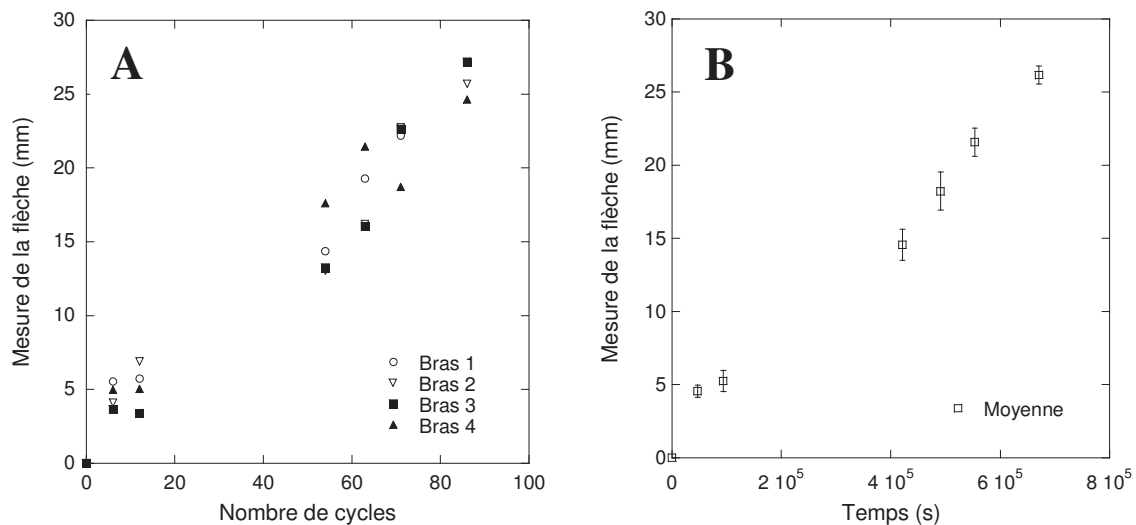 A
30
25
20
15
10
5
0
Mesure de la flèche (mm)
Bras 1
Bras 2
Bras 3
Bras 4
0 20 40 60 80 100
Nombre de cycles
B
30
25
20
15
10
5
0
Mesure de la flèche (mm)
Moyenne
0 2 10⁵ 4 10⁵ 6 10⁵ 8 10⁵
Temps (s)